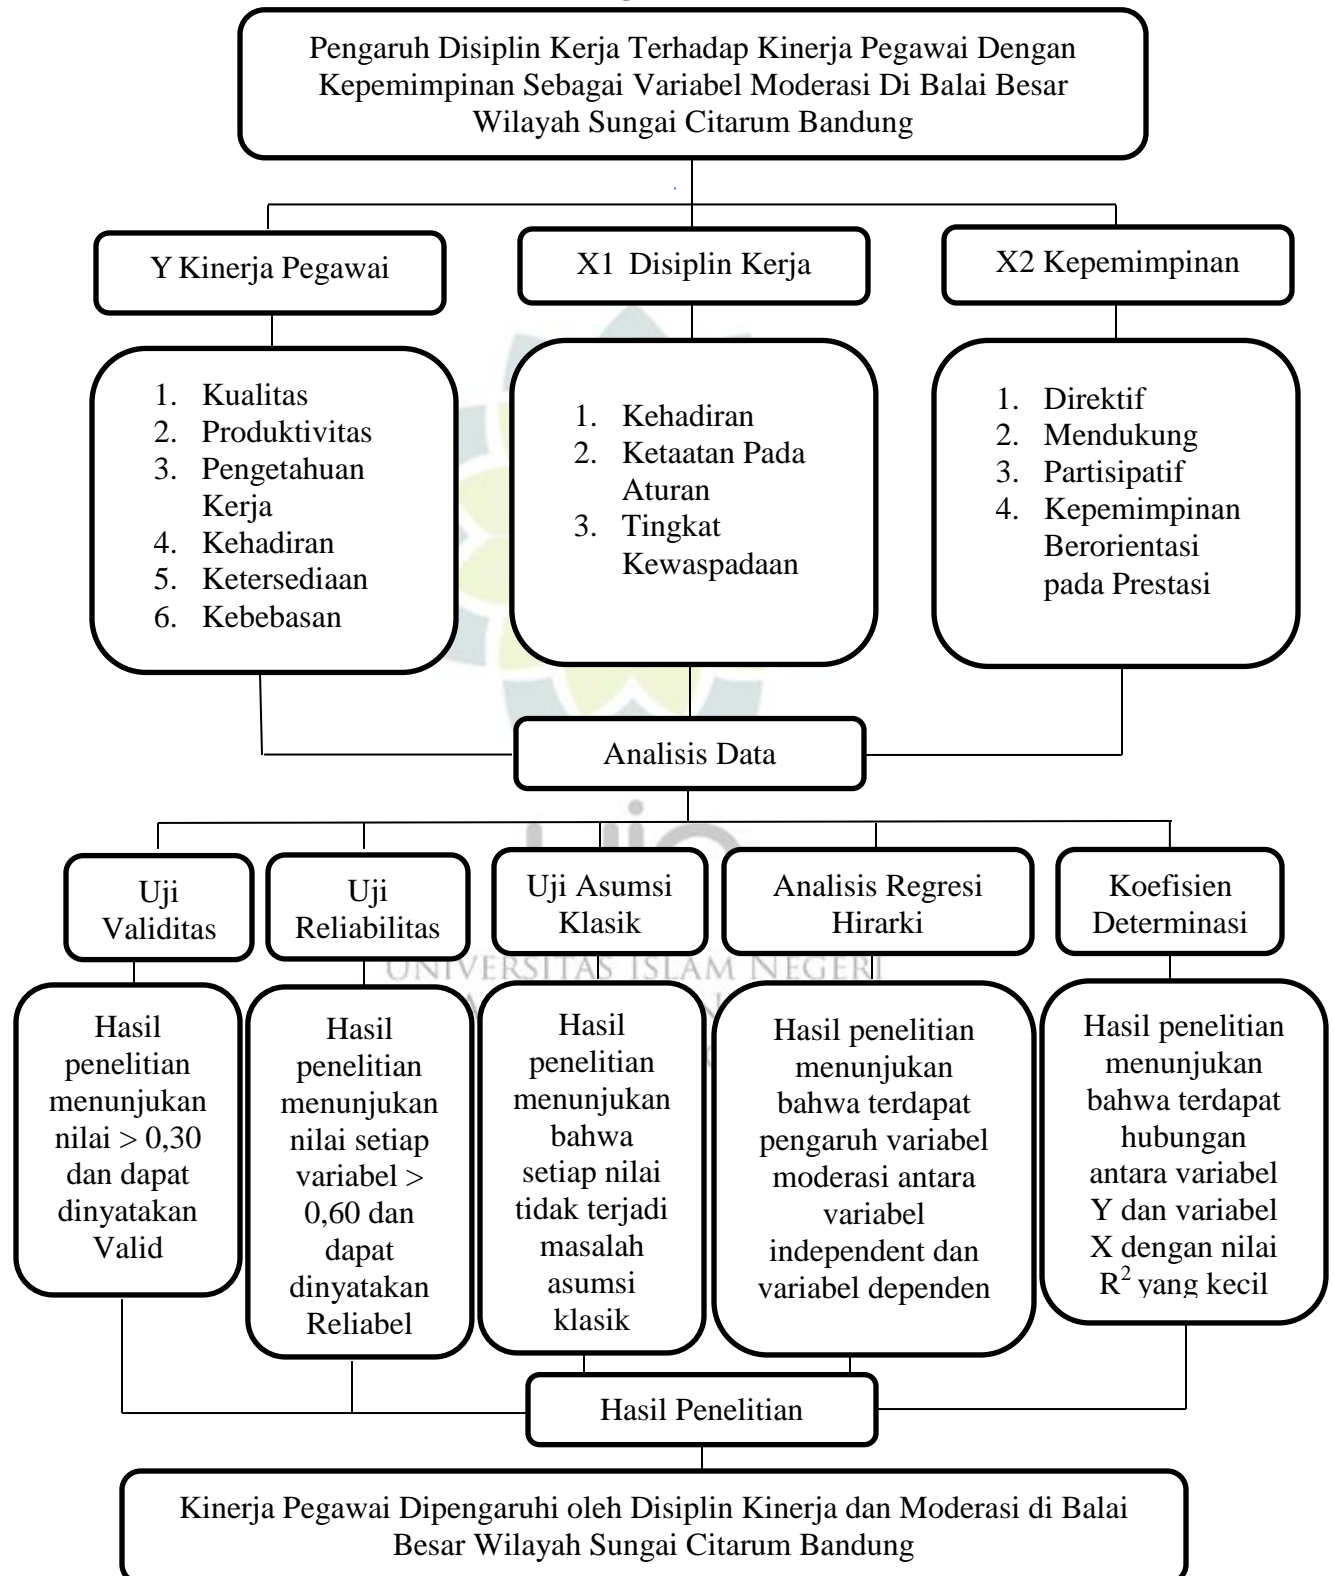 Pengaruh Disiplin Kerja Terhadap Kinerja Pegawai Dengan
Kepemimpinan Sebagai Variabel Moderasi Di Balai Besar
Wilayah Sungai Citarum Bandung
Y Kinerja Pegawai
X1 Disiplin Kerja
X2 Kepemimpinan
1. Kualitas
2. Produktivitas
3. Pengetahuan
Kerja
4. Kehadiran
5. Ketersediaan
6. Kebebasan
1. Kehadiran
2. Ketaatan Pada
Aturan
3. Tingkat
Kewaspadaan
1. Direktif
2. Mendukung
3. Partisipatif
4. Kepemimpinan
Berorientasi
pada Prestasi
Analisis Data
Uji
Validitas
Uji
Reliabilitas
Uji Asumsi
Klasik
Analisis Regresi
Hirarki
Koefisien
Determinasi
UNIVERSITAS ISLAM NEGERI
Hasil
penelitian
menunjukan
nilai > 0,30
dan dapat
dinyatakan
Valid
Hasil
penelitian
menunjukan
nilai setiap
variabel >
0,60 dan
dapat
dinyatakan
Reliabel
Hasil
penelitian
menunjukan
bahwa
setiap nilai
tidak terjadi
masalah
asumsi
klasik
Hasil penelitian
menunjukan
bahwa terdapat
pengaruh variabel
moderasi antara
variabel
independent dan
variabel dependen
Hasil penelitian
menunjukan
bahwa terdapat
hubungan
antara variabel
Y dan variabel
X dengan nilai
R² yang kecil
Hasil Penelitian
Kinerja Pegawai Dipengaruhi oleh Disiplin Kinerja dan Moderasi di Balai
Besar Wilayah Sungai Citarum Bandung